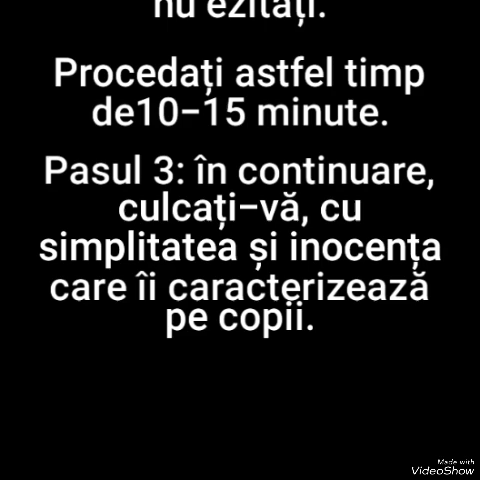 nu ezitați.
Procedați astfel timp
de10-15 minute.
Pasul 3: în continuare,
culcați-vă, cu
simplitatea și inocența
care îi caracterizează
pe copii.
Made with
VideoShow